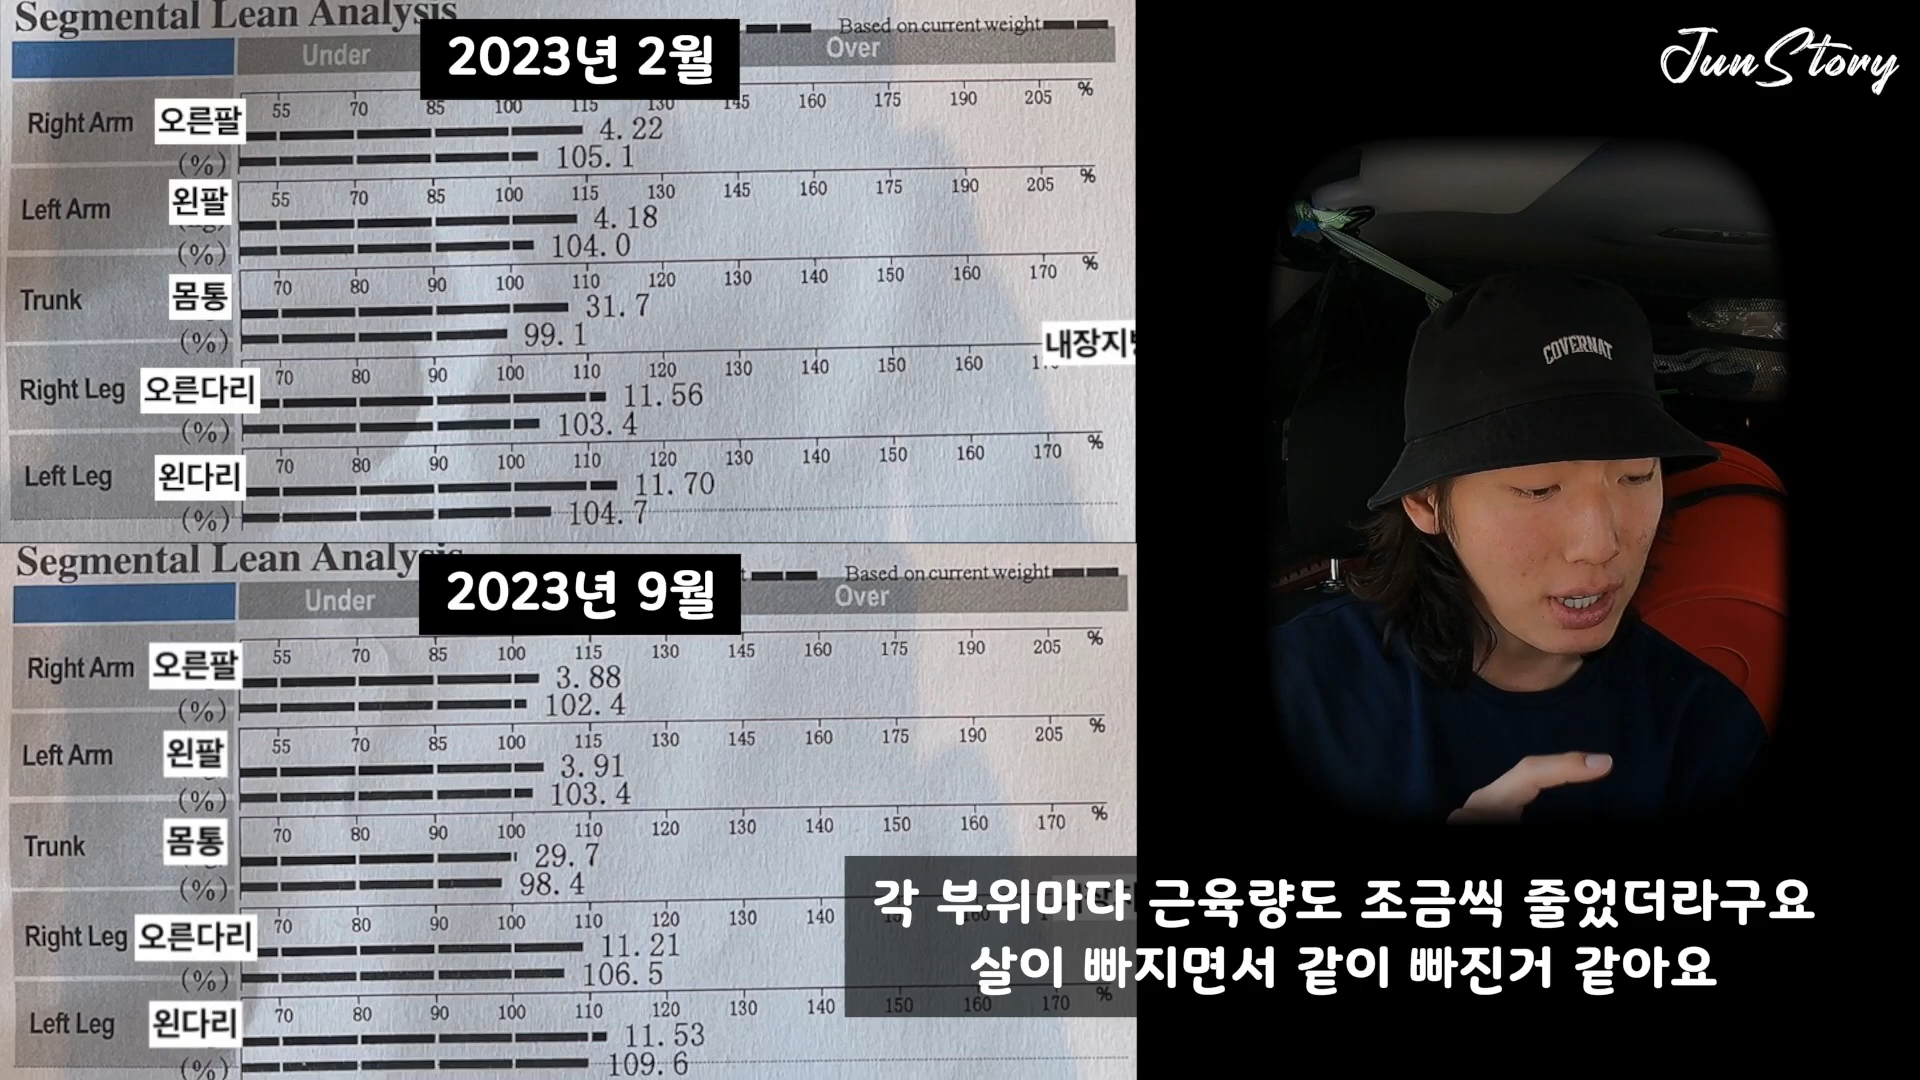 Segmental Lean Analysis
2023년 2월
Based on current weight
Under
Over
55 70 85 100 115 130 145 160 175 190 205 %
Right Arm 오른팔
4.22
(%) 105.1
55 70 85 100 115 130 145 160 175 190 205 %
Left Arm 왼팔
4.18
(%) 104.0
70 80 90 100 110 120 130 140 150 160 170 %
Trunk 몸통
31.7
(%) 99.1
내장지
70 80 90 100 110 120 130 140 150 160
Right Leg 오른다리
11.56
(%) 103.4
70 80 90 100 110 120 130 140 150 160 170 %
Left Leg 왼다리
11.70
(%) 104.7
Segmental Lean Analysis
2023년 9월
Based on current weight
Under
Over
55 70 85 100 115 130 145 160 175 190 205 %
Right Arm 오른팔
3.88
(%) 102.4
55 70 85 100 115 130 145 160 175 190 205 %
Left Arm 왼팔
3.91
(%) 103.4
70 80 90 100 110 120 130 140 150 160 170 %
Trunk 몸통
29.7
(%) 98.4
70 80 90 100 110 120 130 140 160
Right Leg 오른다리
11.21
(%) 106.5
70 80 90 100 110 120 130 140 150 160 170 %
Left Leg 왼다리
11.53
(%) 109.6
JunStory
COVERNAT
각 부위마다 근육량도 조금씩 줄었더라구요
살이 빠지면서 같이 빠진거 같아요